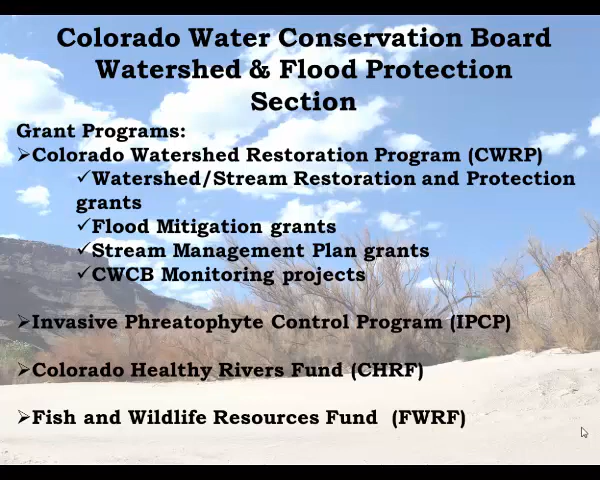 Colorado Water Conservation Board
Watershed & Flood Protection
Section
Grant Programs:
➢Colorado Watershed Restoration Program (CWRP)
✓Watershed/Stream Restoration and Protection
grants
✓Flood Mitigation grants
✓Stream Management Plan grants
✓CWCB Monitoring projects
➢Invasive Phreatophyte Control Program (IPCP)
➢Colorado Healthy Rivers Fund (CHRF)
➢Fish and Wildlife Resources Fund (FWRF)